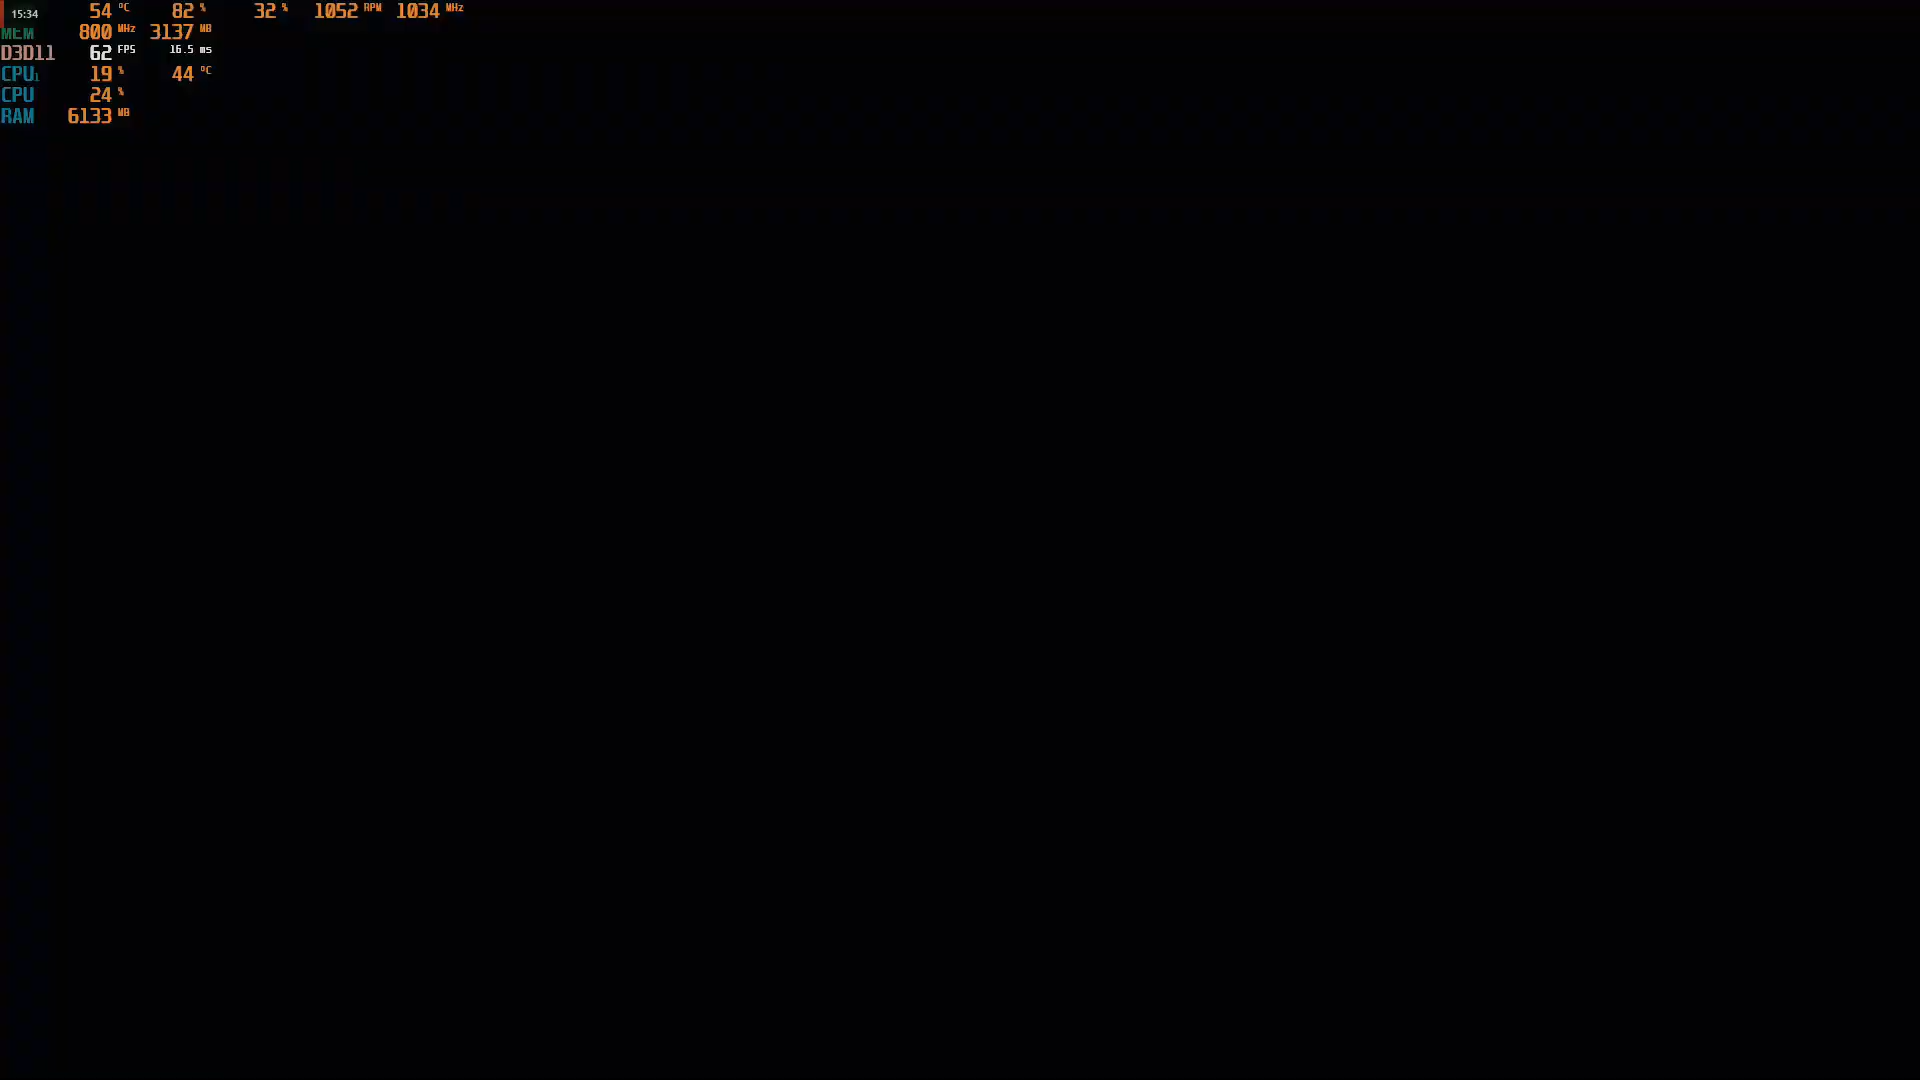 15:34 54 °C 82 % 32 % 1052 RPM 1034 MHz
MEM 800 MHz 3137 MB
D3D11 62 FPS 16.5 ms
CPU1 19 % 44 °C
CPU 24 %
RAM 6133 MB